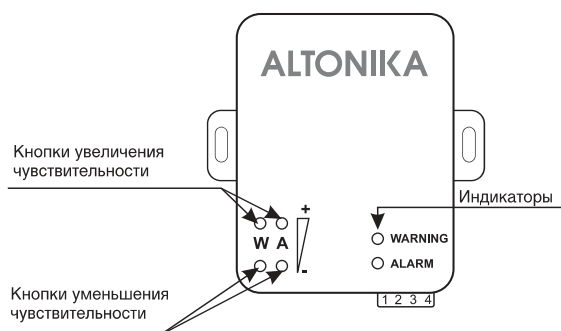 ALTONIKA
Кнопки увеличения
чувствительности
+
W A
-
Индикаторы
WARNING
ALARM
1 2 3 4
Кнопки уменьшения
чувствительности